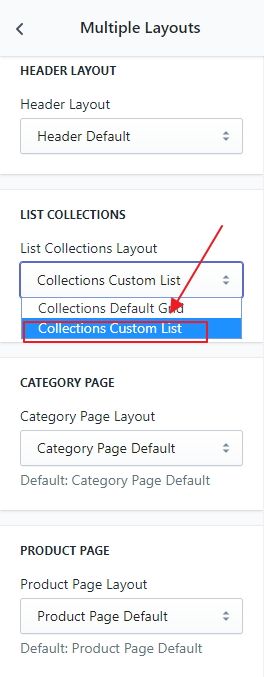 Multiple Layouts
HEADER LAYOUT
Header Layout
Header Default
LIST COLLECTIONS
List Collections Layout
Collections Custom List
Collections Default Grid
Collections Custom List
CATEGORY PAGE
Category Page Layout
Category Page Default
Default: Category Page Default
PRODUCT PAGE
Product Page Layout
Product Page Default
Default: Product Page Default